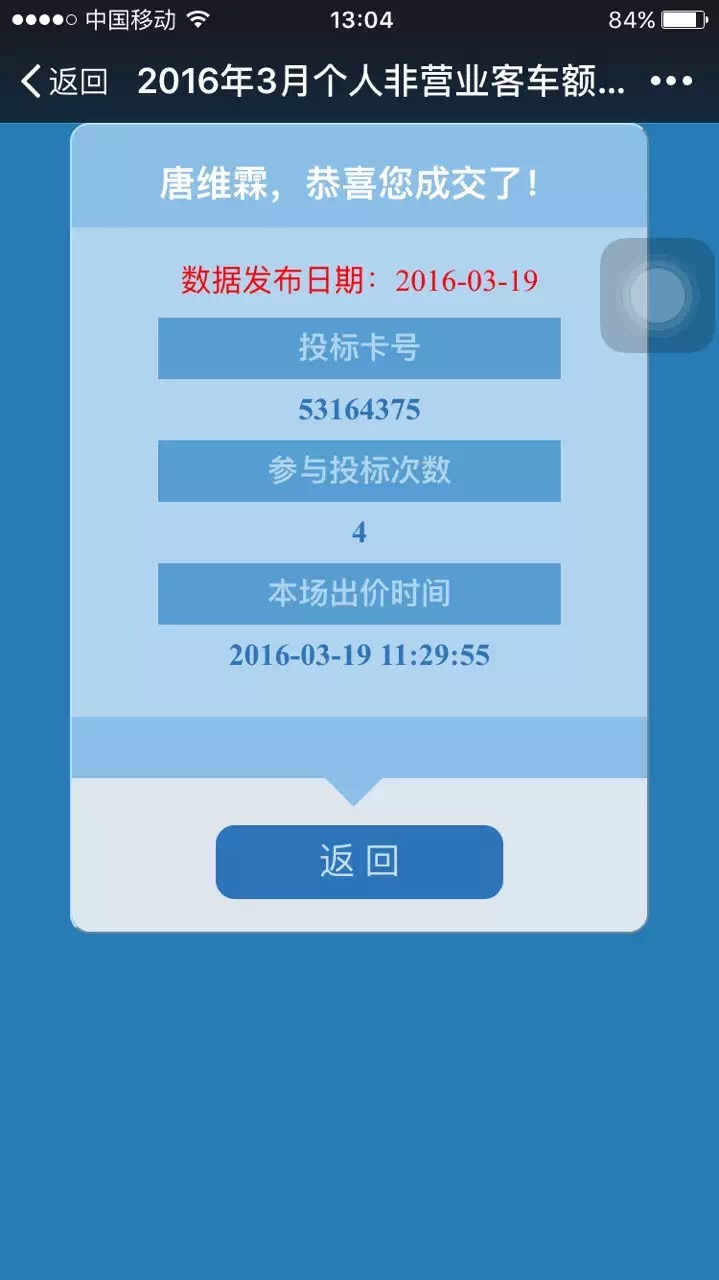 中国移动 13:04 84%
返回 2016年3月个人非营业客车额...
唐维霖，恭喜您成交了！
数据发布日期：2016-03-19
投标卡号
53164375
参与投标次数
4
本场出价时间
2016-03-19 11:29:55
返 回